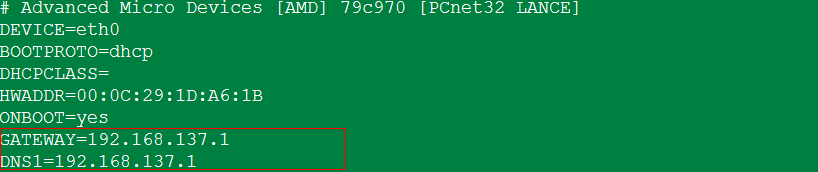 # Advanced Micro Devices [AMD] 79c970 [PCnet32 LANCE]
DEVICE=eth0
BOOTPROTO=dhcp
DHCPCLASS=
HWADDR=00:0C:29:1D:A6:1B
ONBOOT=yes
GATEWAY=192.168.137.1
DNS1=192.168.137.1